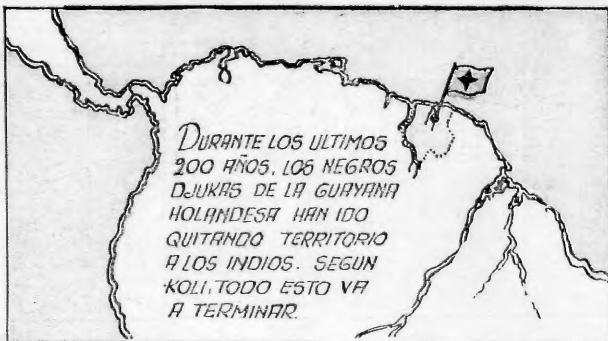 DURANTE LOS ULTIMOS
200 AÑOS, LOS NEGROS
DJUKAS DE LA GUAYANA
HOLANDESA HAN IDO
QUITANDO TERRITORIO
A LOS INDIOS. SEGUN
KOLI, TODO ESTO VA
A TERMINAR.